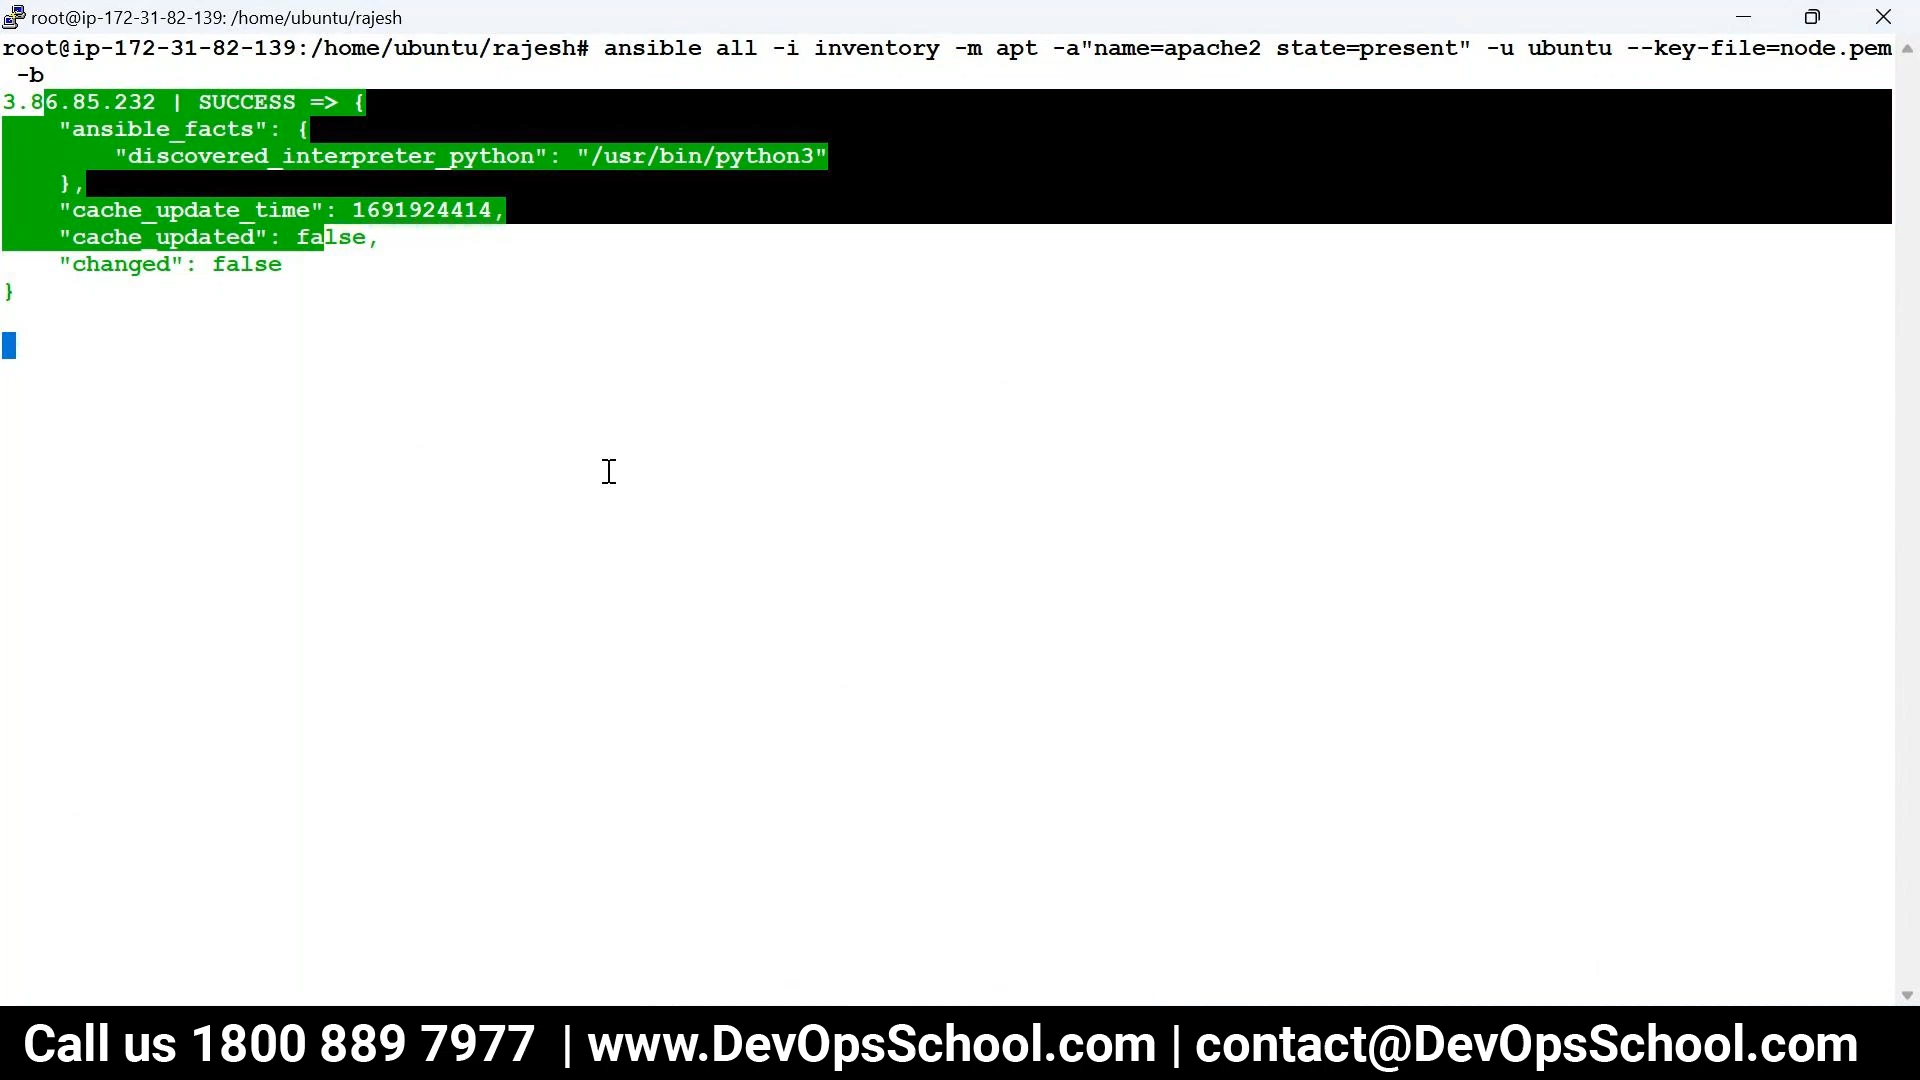 root@ip-172-31-82-139: /home/ubuntu/rajesh
root@ip-172-31-82-139:/home/ubuntu/rajesh# ansible all -i inventory -m apt -a"name=apache2 state=present" -u ubuntu --key-file=node.pem
-b
3.86.85.232 | SUCCESS => {
    "ansible_facts": {
        "discovered_interpreter_python": "/usr/bin/python3"
    },
    "cache_update_time": 1691924414,
    "cache_updated": false,
    "changed": false
}
Call us 1800 889 7977 | www.DevOpsSchool.com | contact@DevOpsSchool.com